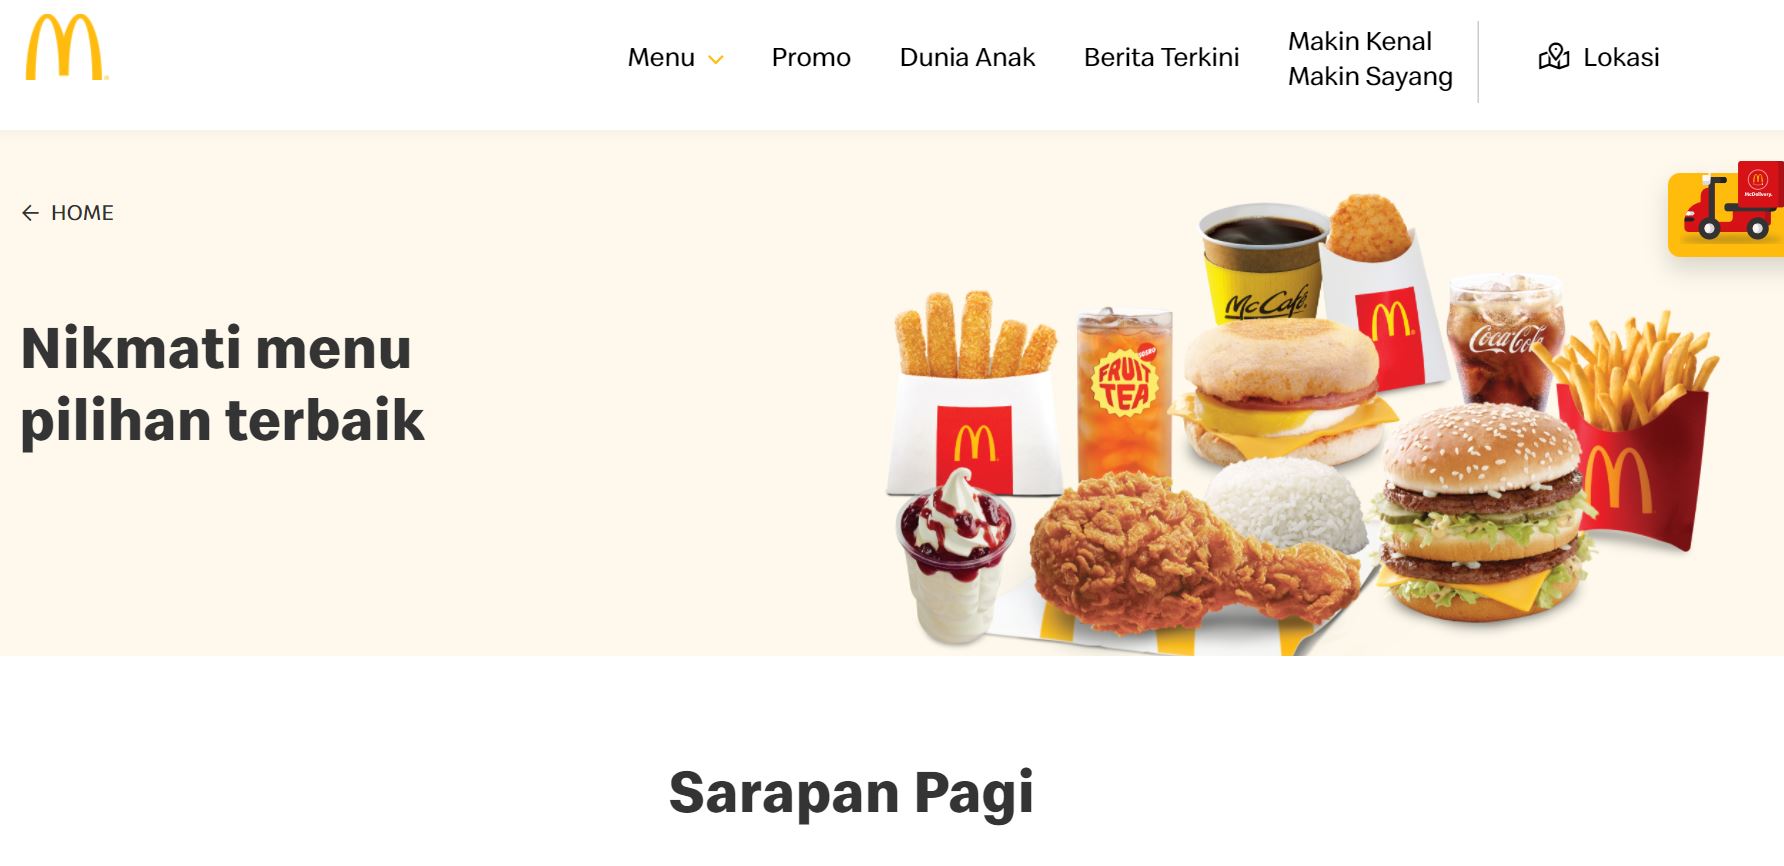 Menu
Promo
Dunia Anak
Berita Terkini
Makin Kenal
Makin Sayang
Lokasi
McDelivery.
← HOME
Nikmati menu
pilihan terbaik
McCafé.
FRUIT
TEA
Coca-Cola
Sarapan Pagi